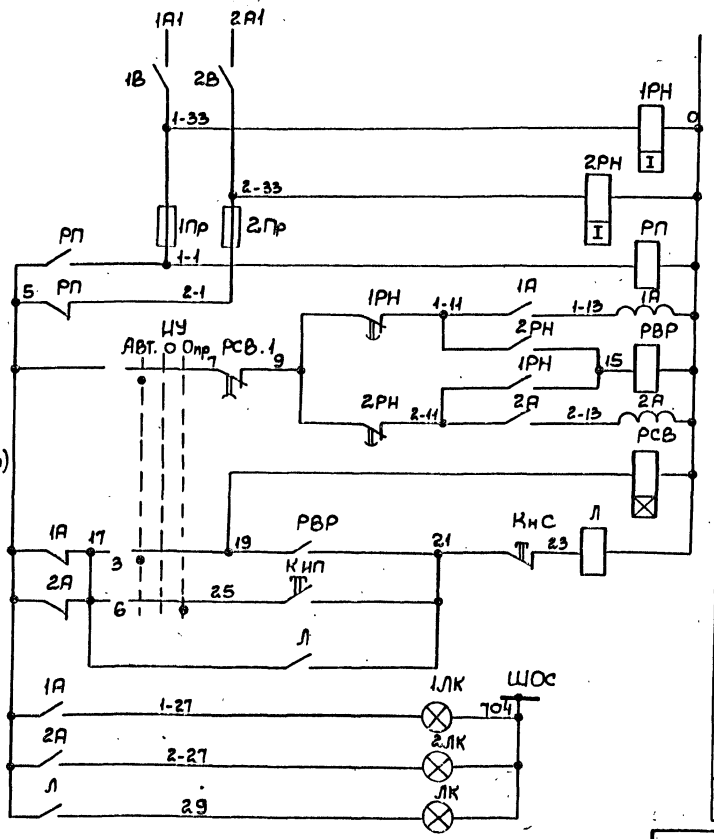 1А1 2А1
1В 2В
1РН
1-33 0
2РН
2-33
I
1Пр 2Пр
I
РП РП
1-1
5 РП 2-1
1РН 1-11 1А 1-13 1А
ЦУ
Авт. О Опр. 7 РСВ.1 9 2РН РВР
1РН 15
2РН 2-11 2А 2-13 2А
РСВ
)
1А 17 19 РВР 21 КнС 23 Л
3
2А КнП
6 25
Л
1А 1ЛК ШОС
1-27 704
2А 2ЛК
2-27
Л ЛК
29